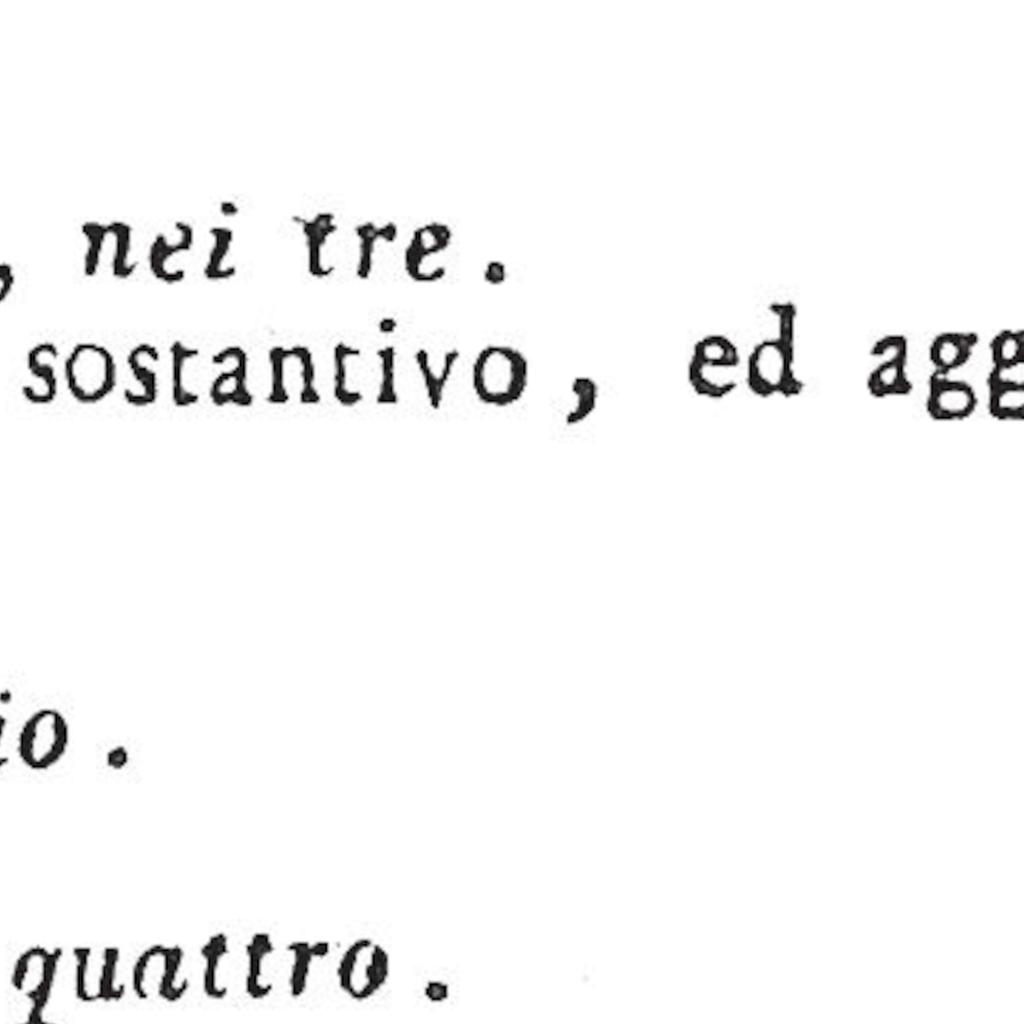 , nei tre .
sostantivo , ed agg
io .
quattro .